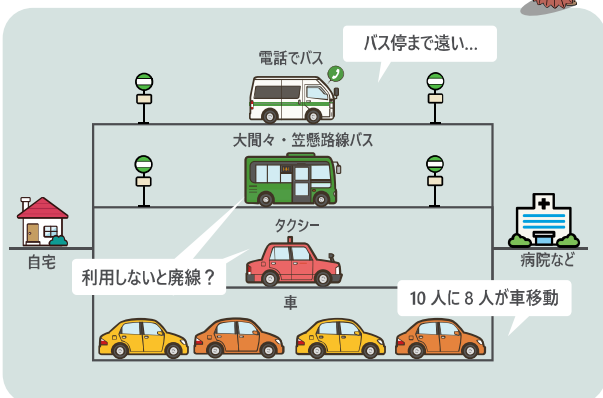 バス停まで遠い...
電話でバス
大間々・笠懸路線バス
タクシー
自宅
病院など
利用しないと廃線？
車
10人に8人が車移動